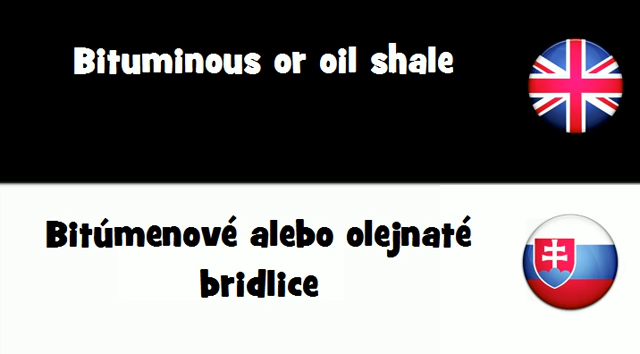 Bituminous or oil shale
Bitúmenové alebo olejnaté
bridlice